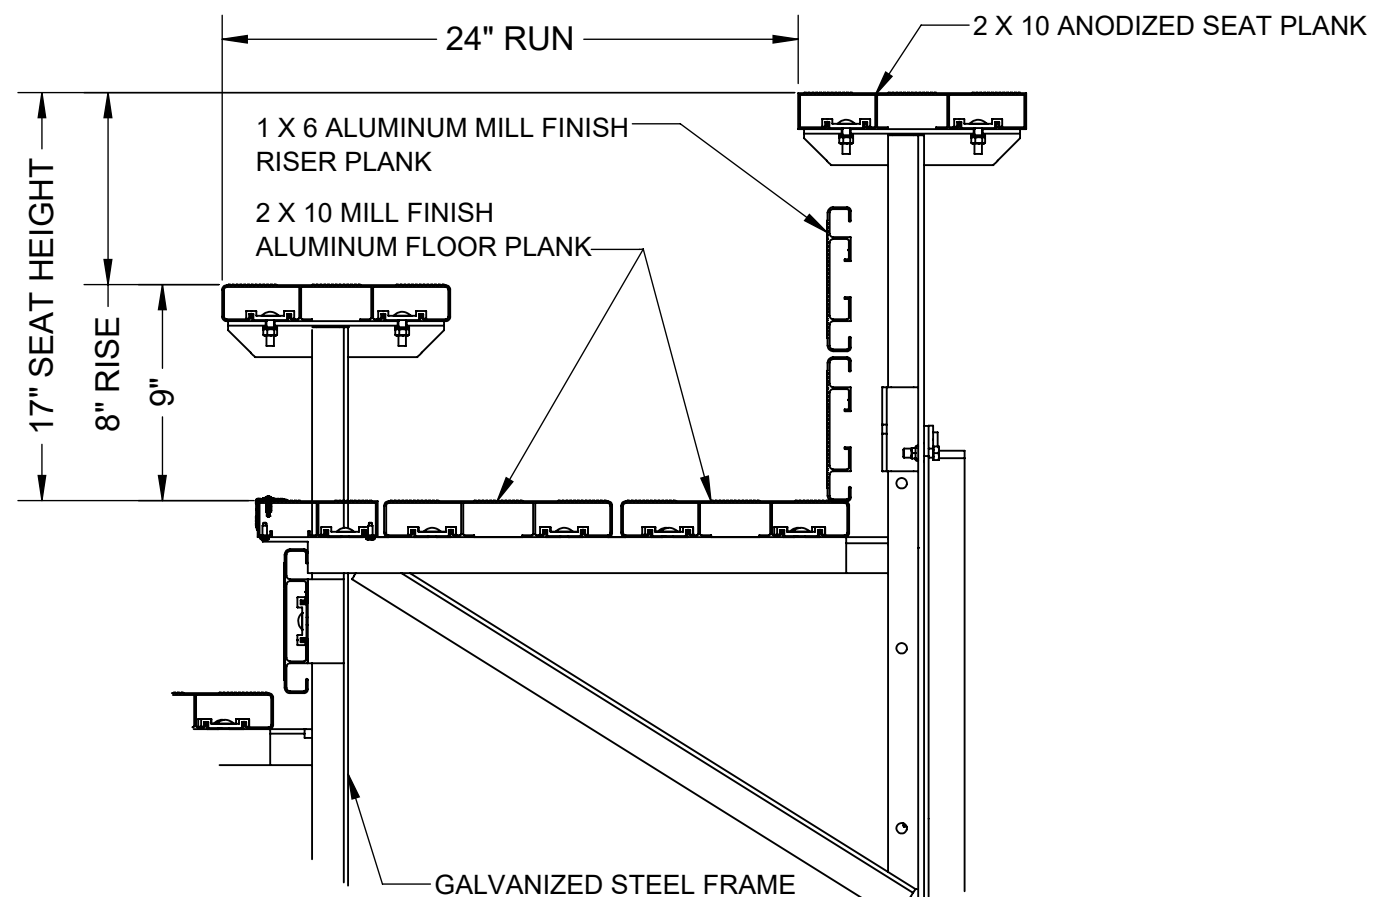 24" RUN
2 X 10 ANODIZED SEAT PLANK
1 X 6 ALUMINUM MILL FINISH
RISER PLANK
2 X 10 MILL FINISH
ALUMINUM FLOOR PLANK
17" SEAT HEIGHT
8" RISE
9"
GALVANIZED STEEL FRAME